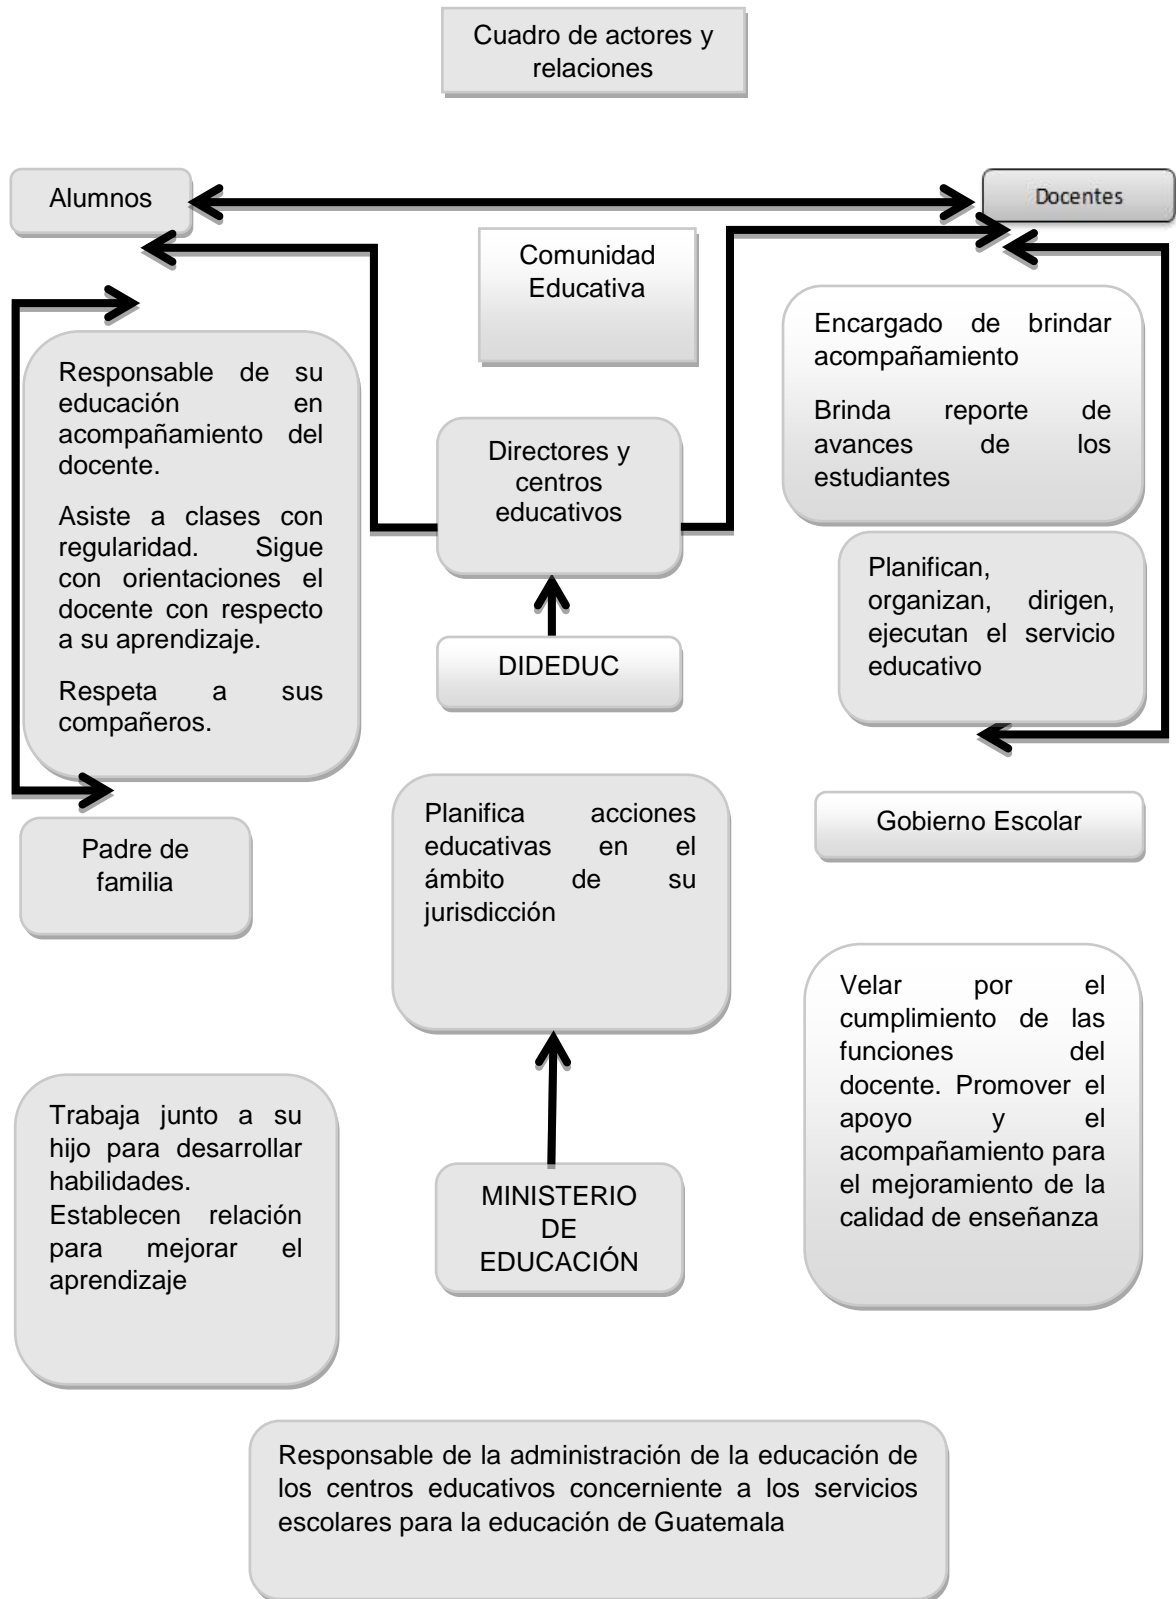 Cuadro de actores y
relaciones
Alumnos
Docentes
Comunidad
Educativa
Encargado de brindar
acompañamiento
Brinda reporte de
avances de los
estudiantes
Responsable de su
educación en
acompañamiento del
docente.
Asiste a clases con
regularidad. Sigue
con orientaciones el
docente con respecto
a su aprendizaje.
Respeta a sus
compañeros.
Directores y
centros
educativos
Planifican,
organizan, dirigen,
ejecutan el servicio
educativo
DIDEDUC
Padre de
familia
Planifica acciones
educativas en el
ámbito de su
jurisdicción
Gobierno Escolar
Velar por el
cumplimiento de las
funciones del
docente. Promover el
apoyo y el
acompañamiento para
el mejoramiento de la
calidad de enseñanza
Trabaja junto a su
hijo para desarrollar
habilidades.
Establecen relación
para mejorar el
aprendizaje
MINISTERIO
DE
EDUCACIÓN
Responsable de la administración de la educación de
los centros educativos concerniente a los servicios
escolares para la educación de Guatemala